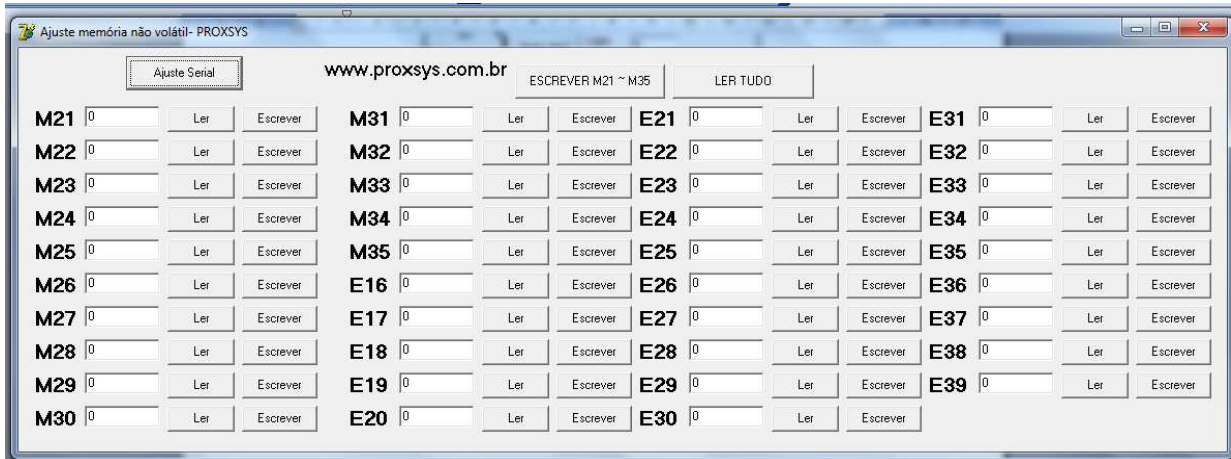 Ajuste memória não volátil- PROXSYS
Ajuste Serial www.proxsys.com.br ESCREVER M21 ~ M35 LER TUDO
M21 0 Ler Escrever M31 0 Ler Escrever E21 0 Ler Escrever E31 0 Ler Escrever
M22 0 Ler Escrever M32 0 Ler Escrever E22 0 Ler Escrever E32 0 Ler Escrever
M23 0 Ler Escrever M33 0 Ler Escrever E23 0 Ler Escrever E33 0 Ler Escrever
M24 0 Ler Escrever M34 0 Ler Escrever E24 0 Ler Escrever E34 0 Ler Escrever
M25 0 Ler Escrever M35 0 Ler Escrever E25 0 Ler Escrever E35 0 Ler Escrever
M26 0 Ler Escrever E16 0 Ler Escrever E26 0 Ler Escrever E36 0 Ler Escrever
M27 0 Ler Escrever E17 0 Ler Escrever E27 0 Ler Escrever E37 0 Ler Escrever
M28 0 Ler Escrever E18 0 Ler Escrever E28 0 Ler Escrever E38 0 Ler Escrever
M29 0 Ler Escrever E19 0 Ler Escrever E29 0 Ler Escrever E39 0 Ler Escrever
M30 0 Ler Escrever E20 0 Ler Escrever E30 0 Ler Escrever